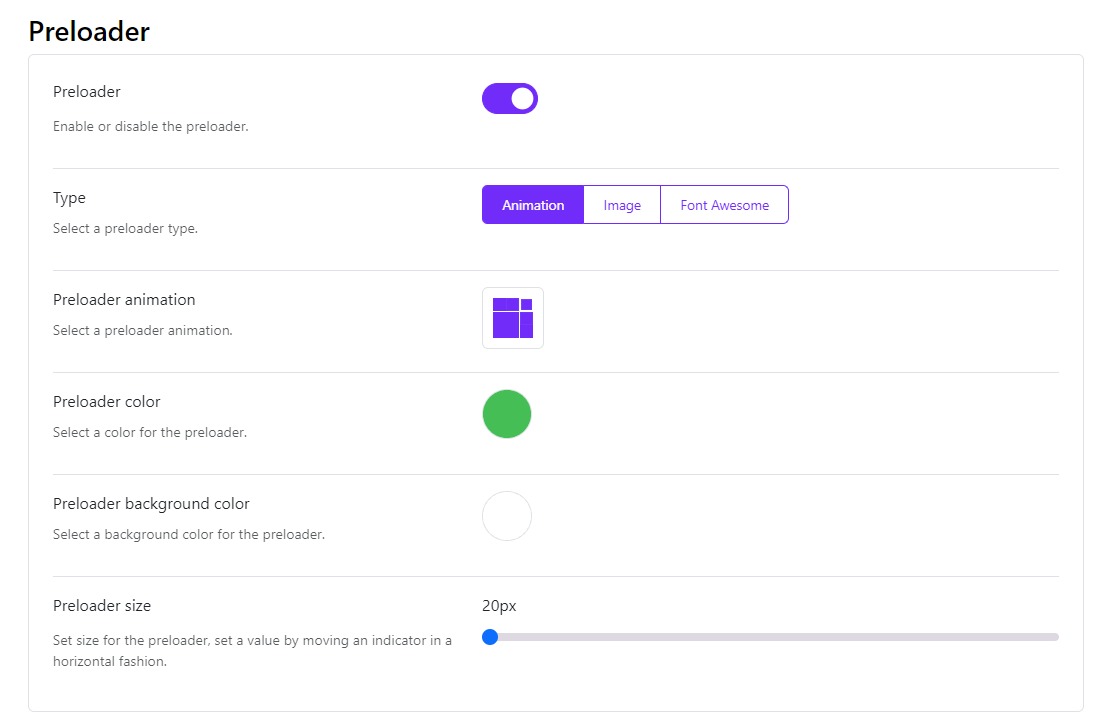 Preloader
Preloader
Enable or disable the preloader.
Type
Animation Image Font Awesome
Select a preloader type.
Preloader animation
Select a preloader animation.
Preloader color
Select a color for the preloader.
Preloader background color
Select a background color for the preloader.
Preloader size
20px
Set size for the preloader, set a value by moving an indicator in a
horizontal fashion.